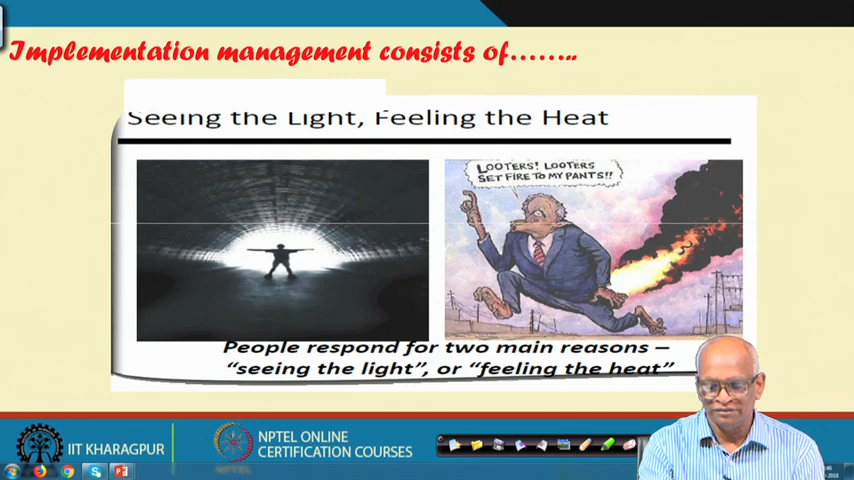 Implementation management consists of……..
Seeing the Light, Feeling the Heat
LOOTERS! LOOTERS
SET FIRE TO MY PANTS!!
People respond for two main reasons –
“seeing the light”, or “feeling the heat”
IIT KHARAGPUR
NPTEL ONLINE
CERTIFICATION COURSES
NPTEL